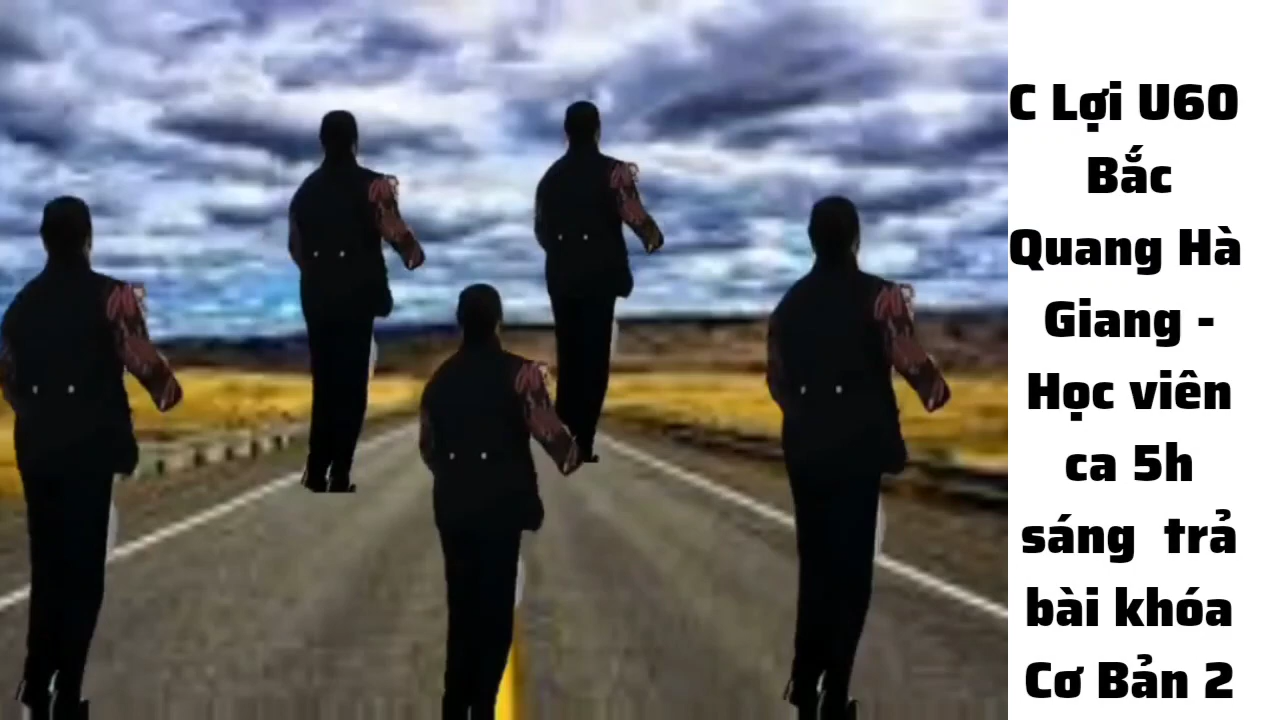 C Lợi U60
Bắc
Quang Hà
Giang -
Học viên
ca 5h
sáng trả
bài khóa
Cơ Bản 2